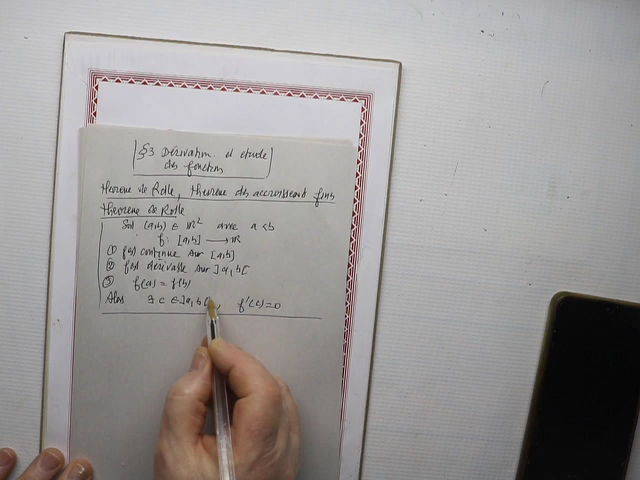 §3 Dérivation et étude
des fonctions
Théorème de Rolle, théorème des accroissements finis
Théorème de Rolle
Soit (a,b) ∈ ℝ² avec a < b
f: [a,b] → ℝ
① f est continue sur [a,b]
② f est dérivable sur ]a,b[
③ f(a) = f(b)
Alors ∃ c ∈ ]a,b[, f'(c)=0